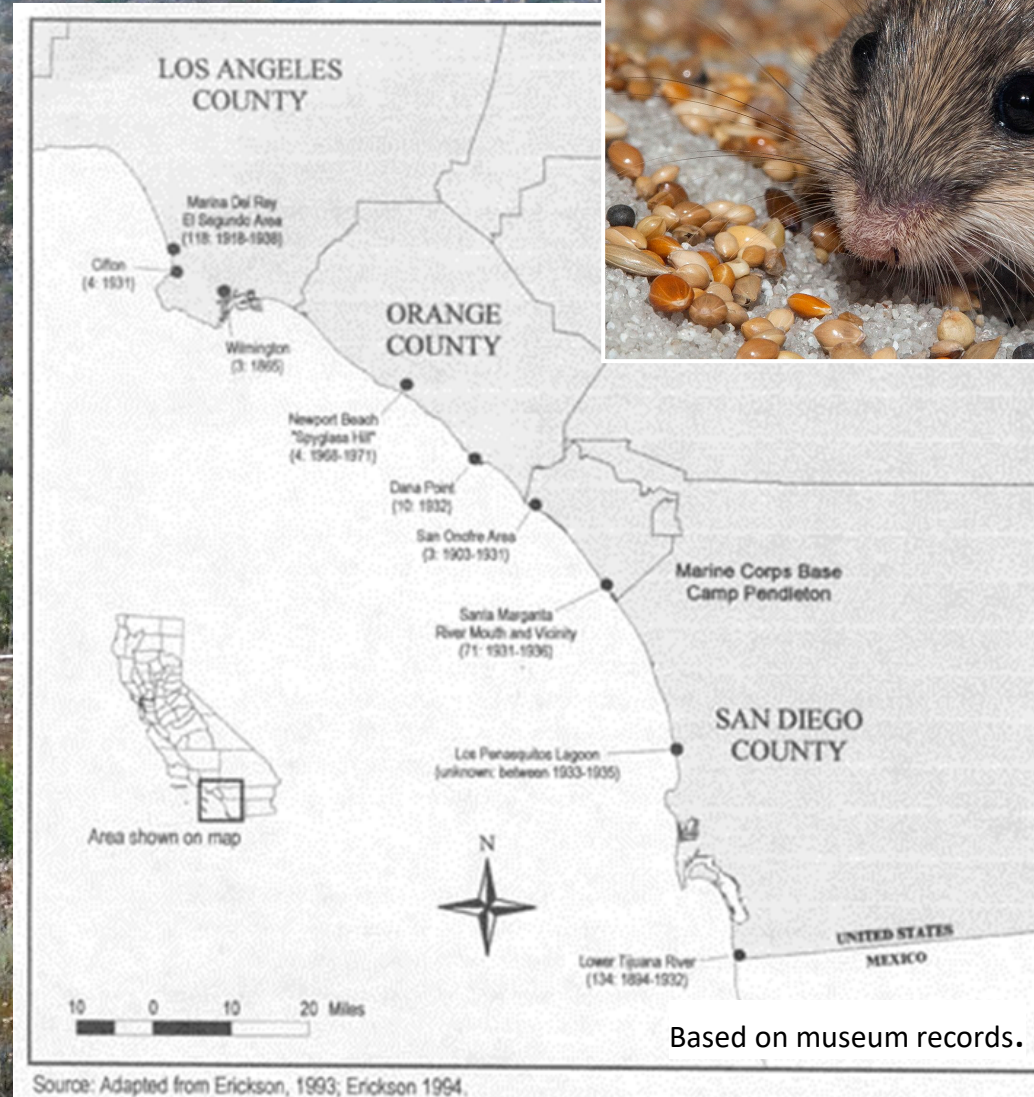 LOS ANGELES
COUNTY
Marina Del Rey
El Segundo Area
(118: 1918-1938)
Clifton
(4: 1931)
Wilmington
(3: 1865)
ORANGE
COUNTY
Newport Beach
"Spyglass Hill"
(4: 1968-1971)
Dana Point
(10: 1932)
San Onofre Area
(3: 1903-1931)
Marine Corps Base
Camp Pendleton
Santa Margarita
River Mouth and Vicinity
(71: 1931-1936)
SAN DIEGO
COUNTY
Los Penasquitos Lagoon
(unknown: between 1933-1935)
Area shown on map
N
UNITED STATES
MEXICO
Lower Tijuana River
(134: 1894-1932)
10 0 10 20 Miles
Based on museum records.
Source: Adapted from Erickson, 1993; Erickson 1994.